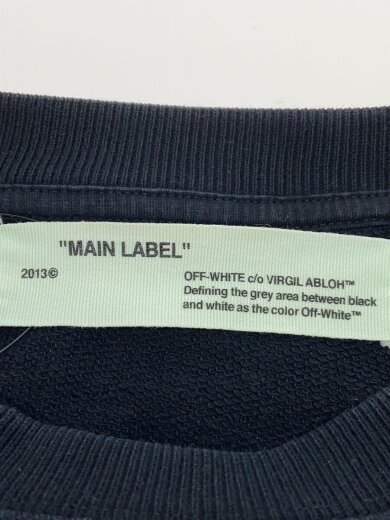 "MAIN LABEL"
2013©
OFF-WHITE c/o VIRGIL ABLOH™
Defining the grey area between black
and white as the color Off-White™